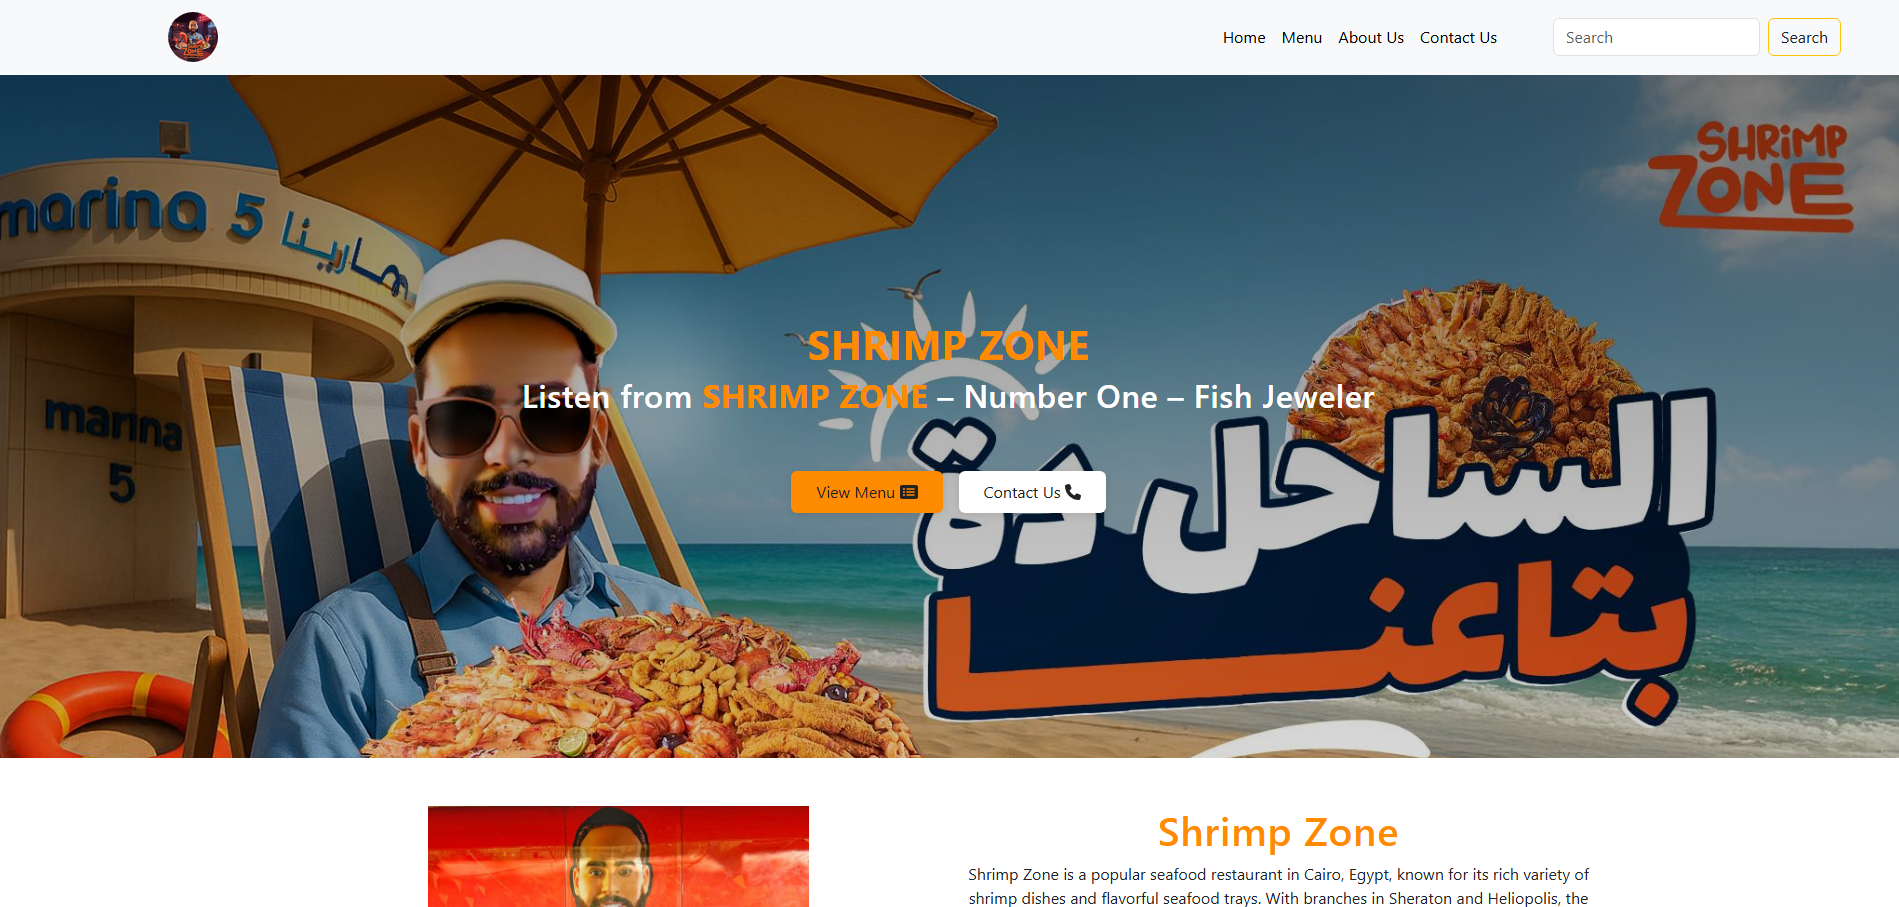 Home Menu About Us Contact Us Search Search
SHRIMP
ZONE
marina 5 مارينا
SHRIMP ZONE
Listen from SHRIMP ZONE – Number One – Fish Jeweler
marina
5
View Menu Contact Us
الساحل دة
بتاعنا
Shrimp Zone
Shrimp Zone is a popular seafood restaurant in Cairo, Egypt, known for its rich variety of
shrimp dishes and flavorful seafood trays. With branches in Sheraton and Heliopolis, the